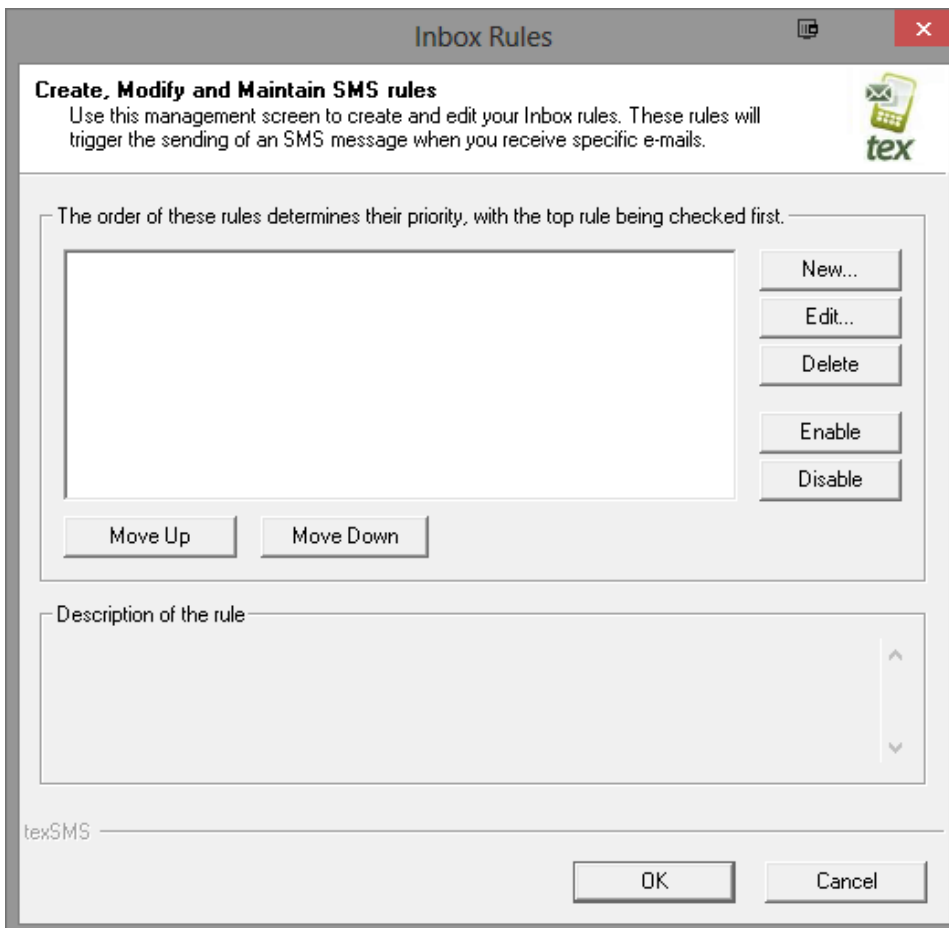 Inbox Rules
Create, Modify and Maintain SMS rules
Use this management screen to create and edit your Inbox rules. These rules will
trigger the sending of an SMS message when you receive specific e-mails.
tex
The order of these rules determines their priority, with the top rule being checked first.
New...
Edit...
Delete
Enable
Disable
Move Up
Move Down
Description of the rule
texSMS
OK
Cancel